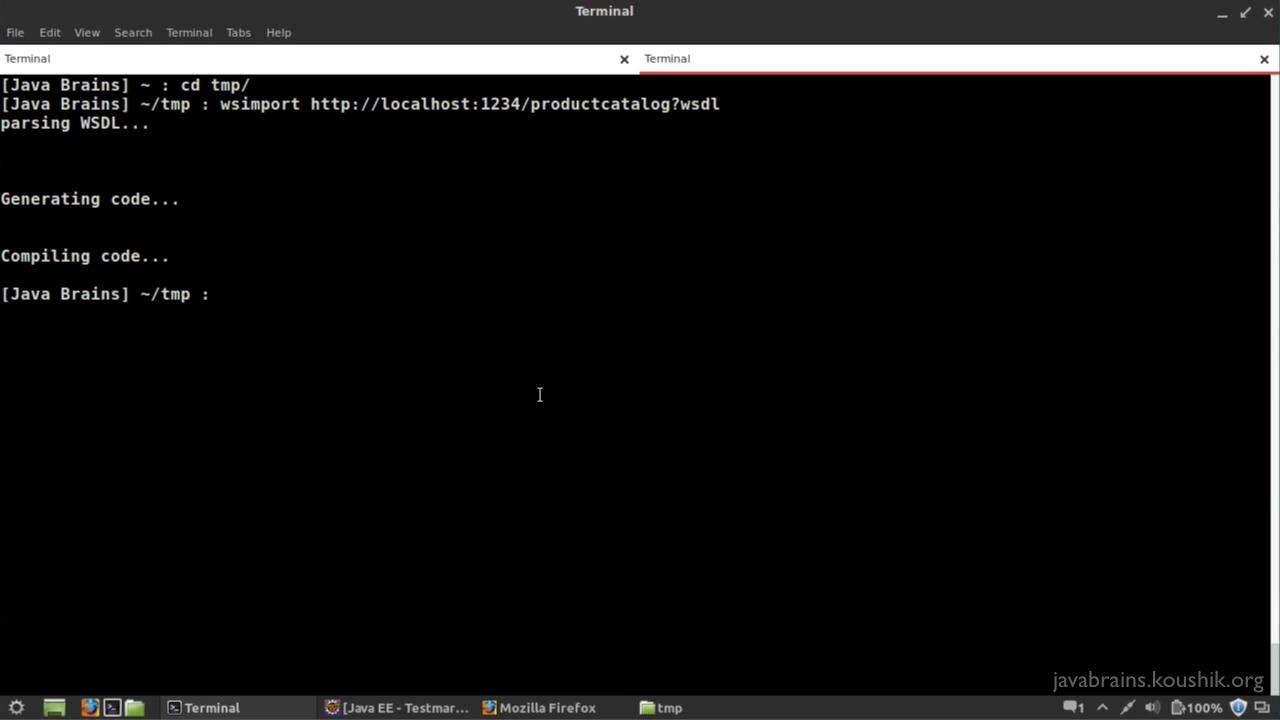 Terminal
File Edit View Search Terminal Tabs Help
Terminal Terminal
[Java Brains] ~ : cd tmp/
[Java Brains] ~/tmp : wsimport http://localhost:1234/productcatalog?wsdl
parsing WSDL...
Generating code...
Compiling code...
[Java Brains] ~/tmp :
javabrains.koushik.org
Terminal [Java EE - Testmar... Mozilla Firefox tmp 1 100%